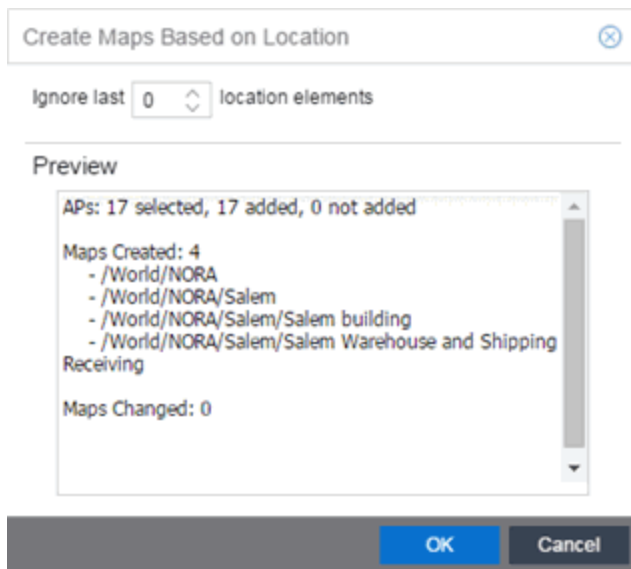 Create Maps Based on Location
Ignore last 0 location elements
Preview
APs: 17 selected, 17 added, 0 not added
Maps Created: 4
- /World/NORA
- /World/NORA/Salem
- /World/NORA/Salem/Salem building
- /World/NORA/Salem/Salem Warehouse and Shipping
Receiving
Maps Changed: 0
OK Cancel